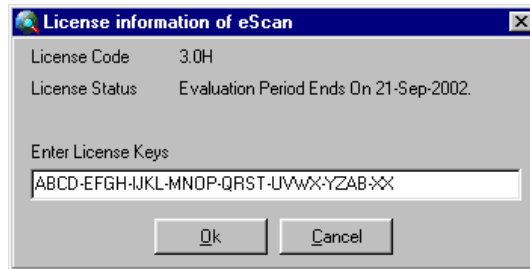 License information of eScan
License Code 3.0H
License Status Evaluation Period Ends On 21-Sep-2002.
Enter License Keys
ABCD-EFGH-IJKL-MNOP-QRST-UVWX-YZAB-XX
Ok Cancel